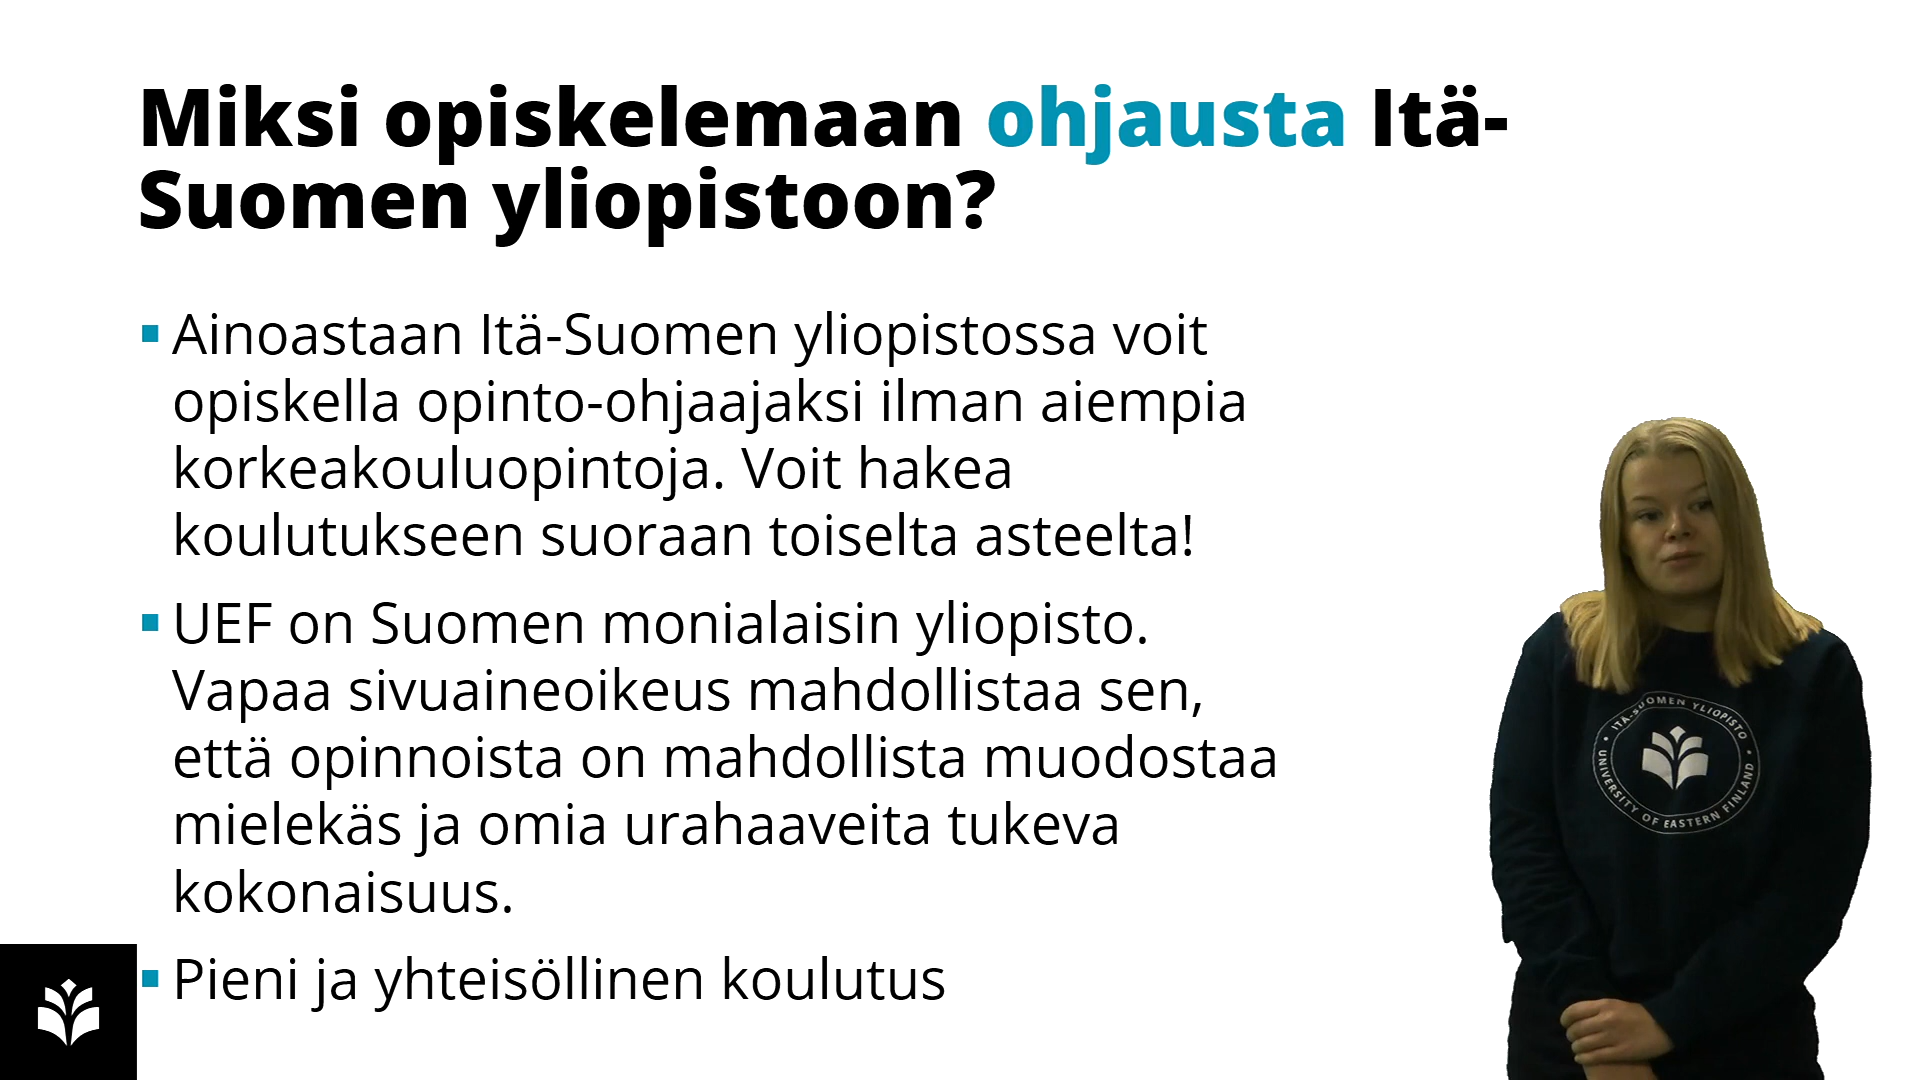 Miksi opiskelemaan ohjausta Itä-
Suomen yliopistoon?
Ainoastaan Itä-Suomen yliopistossa voit
opiskella opinto-ohjaajaksi ilman aiempia
korkeakouluopintoja. Voit hakea
koulutukseen suoraan toiselta asteelta!
UEF on Suomen monialaisin yliopisto.
Vapaa sivuaineoikeus mahdollistaa sen,
että opinnoista on mahdollista muodostaa
mielekäs ja omia urahaaveita tukeva
kokonaisuus.
Pieni ja yhteisöllinen koulutus
ITÄ-SUOMEN YLIOPISTO
UNIVERSITY OF EASTERN FINLAND